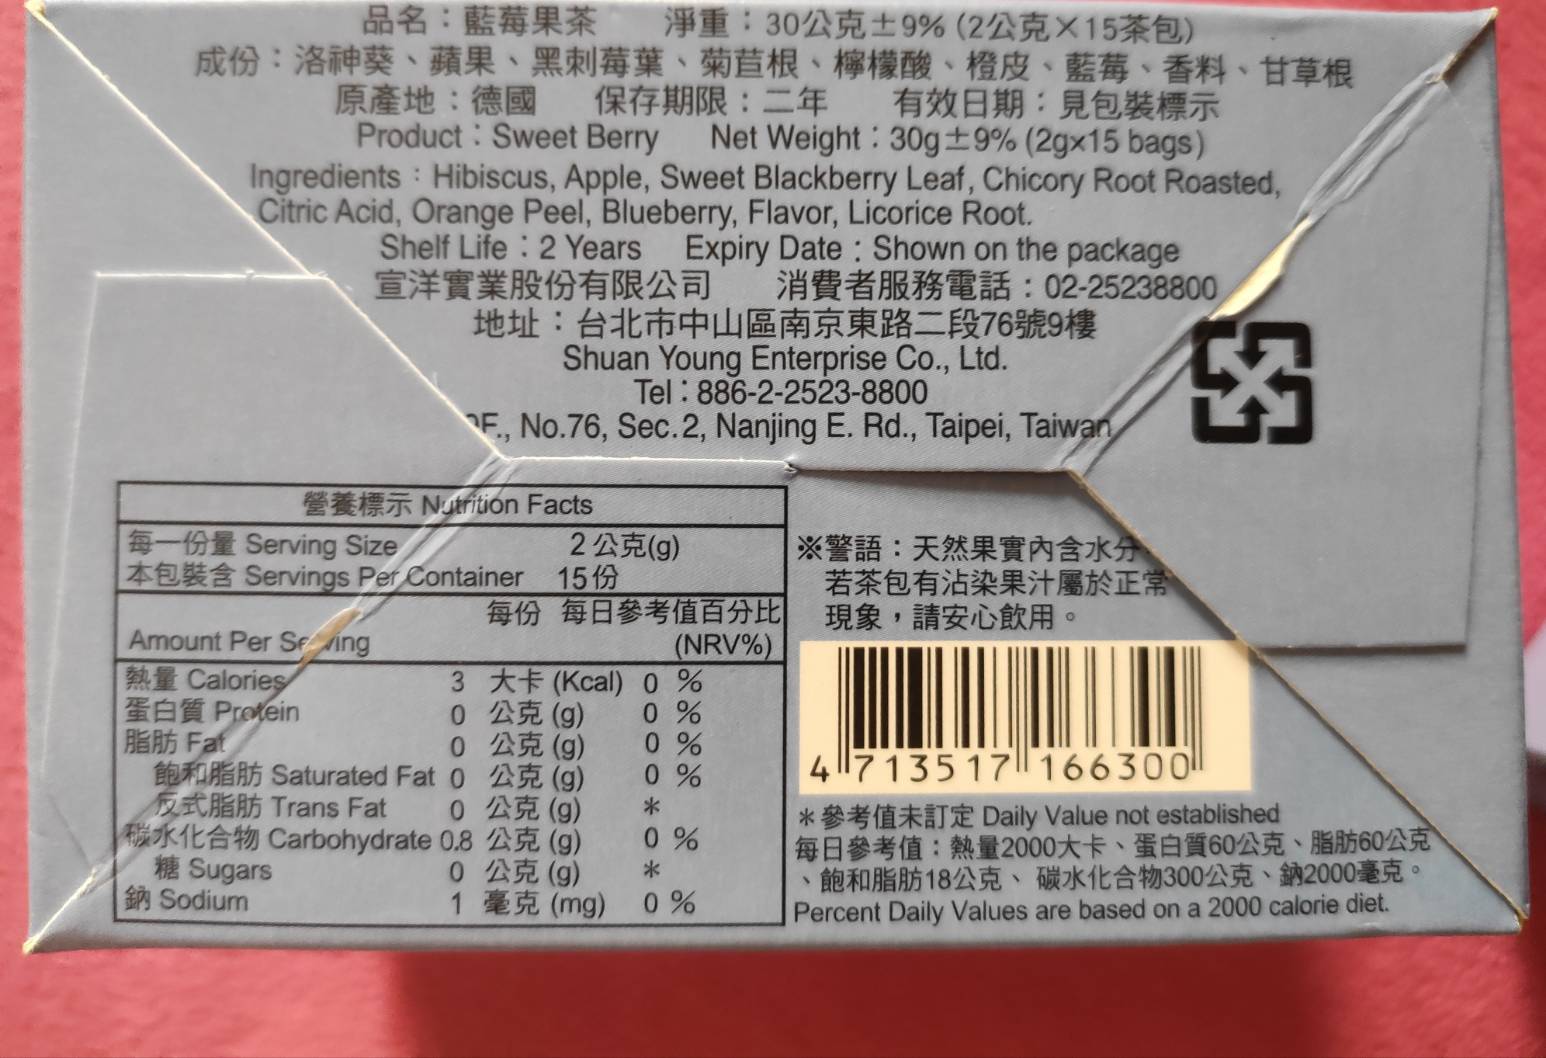 品名：藍莓果茶 淨重：30公克±9% (2公克×15茶包)
成份：洛神葵、蘋果、黑刺莓葉、菊苣根、檸檬酸、橙皮、藍莓、香料、甘草根
原產地：德國 保存期限：二年 有效日期：見包裝標示
Product：Sweet Berry Net Weight：30g±9% (2g×15 bags)
Ingredients：Hibiscus, Apple, Sweet Blackberry Leaf, Chicory Root Roasted,
Citric Acid, Orange Peel, Blueberry, Flavor, Licorice Root.
Shelf Life：2 Years Expiry Date：Shown on the package
宣洋實業股份有限公司 消費者服務電話：02-25238800
地址：台北市中山區南京東路二段76號9樓
Shuan Young Enterprise Co., Ltd.
Tel：886-2-2523-8800
F., No.76, Sec.2, Nanjing E. Rd., Taipei, Taiwan
營養標示 Nutrition Facts
每一份量 Serving Size 2 公克(g)
本包裝含 Servings Per Container 15份
每份 每日參考值百分比
Amount Per Serving (NRV%)
熱量 Calories 3 大卡 (Kcal) 0 %
蛋白質 Protein 0 公克 (g) 0 %
脂肪 Fat 0 公克 (g) 0 %
飽和脂肪 Saturated Fat 0 公克 (g) 0 %
反式脂肪 Trans Fat 0 公克 (g) *
碳水化合物 Carbohydrate 0.8 公克 (g) 0 %
糖 Sugars 0 公克 (g) *
鈉 Sodium 1 毫克 (mg) 0 %
※警語：天然果實內含水分
若茶包有沾染果汁屬於正常
現象，請安心飲用。
4 713517 166300
*參考值未訂定 Daily Value not established
每日參考值：熱量2000大卡、蛋白質60公克、脂肪60公克
、飽和脂肪18公克、碳水化合物300公克、鈉2000毫克。
Percent Daily Values are based on a 2000 calorie diet.